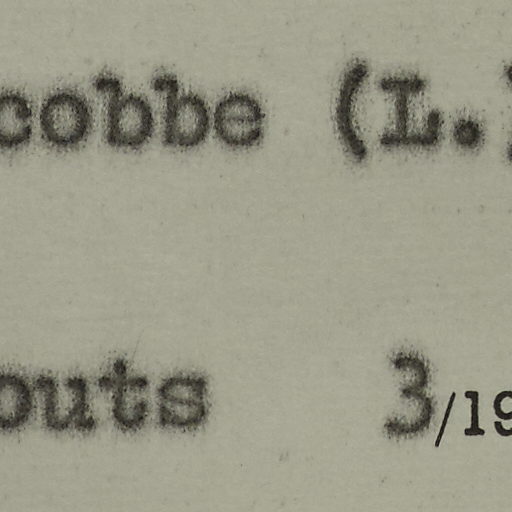 cobbe (L.)
outs 3/19